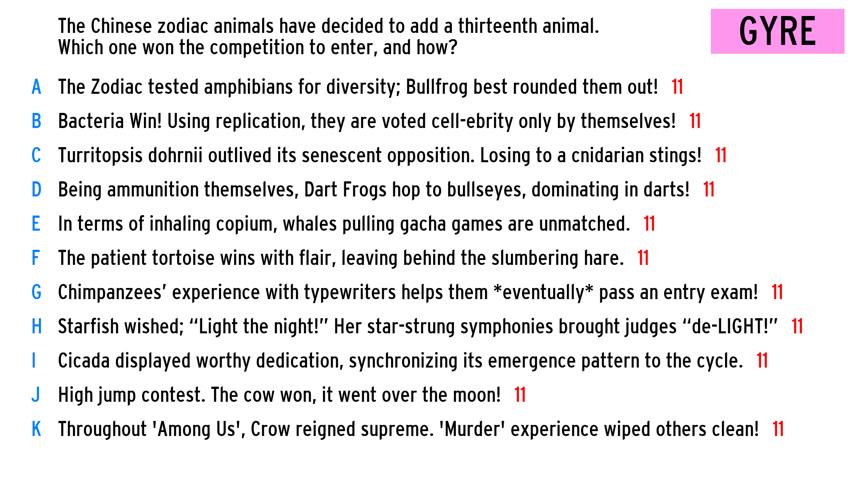 The Chinese zodiac animals have decided to add a thirteenth animal.
Which one won the competition to enter, and how?
GYRE
A The Zodiac tested amphibians for diversity; Bullfrog best rounded them out! 11
B Bacteria Win! Using replication, they are voted cell-ebrity only by themselves! 11
C Turritopsis dohrnii outlived its senescent opposition. Losing to a cnidarian stings! 11
D Being ammunition themselves, Dart Frogs hop to bullseyes, dominating in darts! 11
E In terms of inhaling copium, whales pulling gacha games are unmatched. 11
F The patient tortoise wins with flair, leaving behind the slumbering hare. 11
G Chimpanzees’ experience with typewriters helps them *eventually* pass an entry exam! 11
H Starfish wished; “Light the night!” Her star-strung symphonies brought judges “de-LIGHT!” 11
I Cicada displayed worthy dedication, synchronizing its emergence pattern to the cycle. 11
J High jump contest. The cow won, it went over the moon! 11
K Throughout 'Among Us', Crow reigned supreme. 'Murder' experience wiped others clean! 11